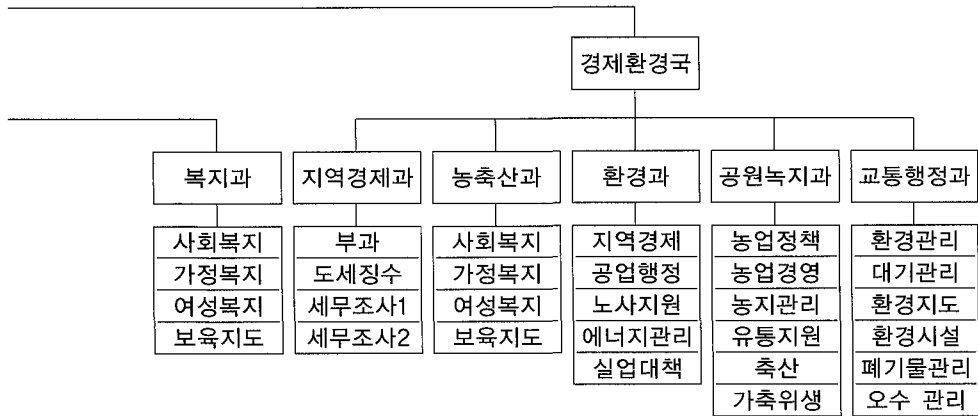 경제환경국
복지과
지역경제과
농축산과
환경과
공원녹지과
교통행정과
사회복지
가정복지
여성복지
보육지도
부과
도세징수
세무조사1
세무조사2
사회복지
가정복지
여성복지
보육지도
지역경제
공업행정
노사지원
에너지관리
실업대책
농업정책
농업경영
농지관리
유통지원
축산
가축위생
환경관리
대기관리
환경지도
환경시설
폐기물관리
오수 관리